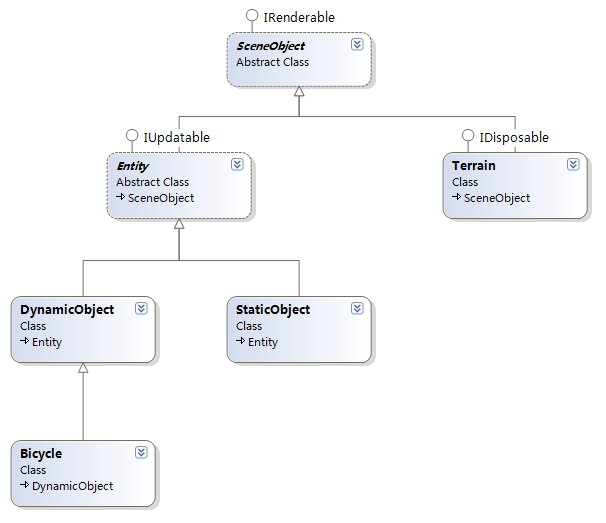 IRenderable
SceneObject
Abstract Class
IUpdatable
IDisposable
Entity
Abstract Class
SceneObject
Terrain
Class
SceneObject
DynamicObject
Class
Entity
StaticObject
Class
Entity
Bicycle
Class
DynamicObject